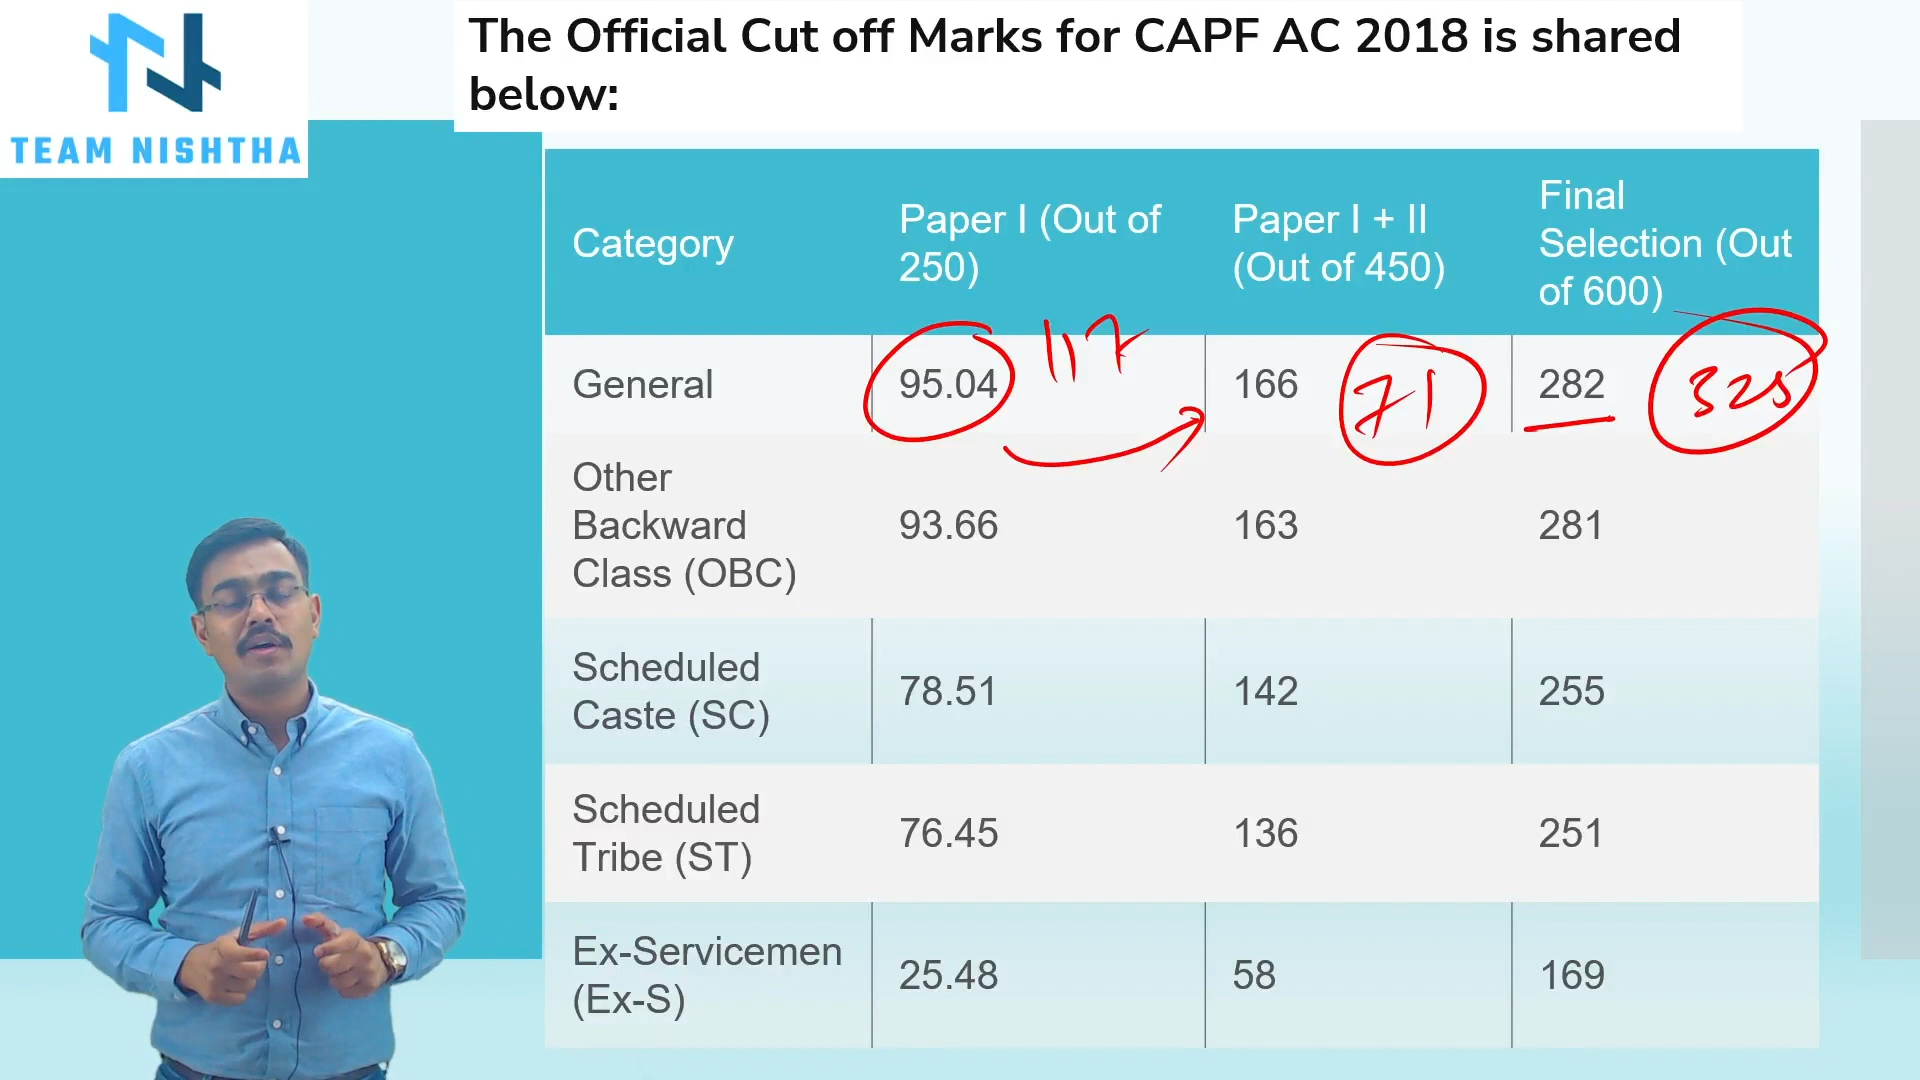 TEAM NISHTHA
The Official Cut off Marks for CAPF AC 2018 is shared
below:
Category
Paper I (Out of
250)
Paper I + II
(Out of 450)
Final
Selection (Out
of 600)
General
95.04
117
166
71
282
325
Other
Backward
Class (OBC)
93.66
163
281
Scheduled
Caste (SC)
78.51
142
255
Scheduled
Tribe (ST)
76.45
136
251
Ex-Servicemen
(Ex-S)
25.48
58
169